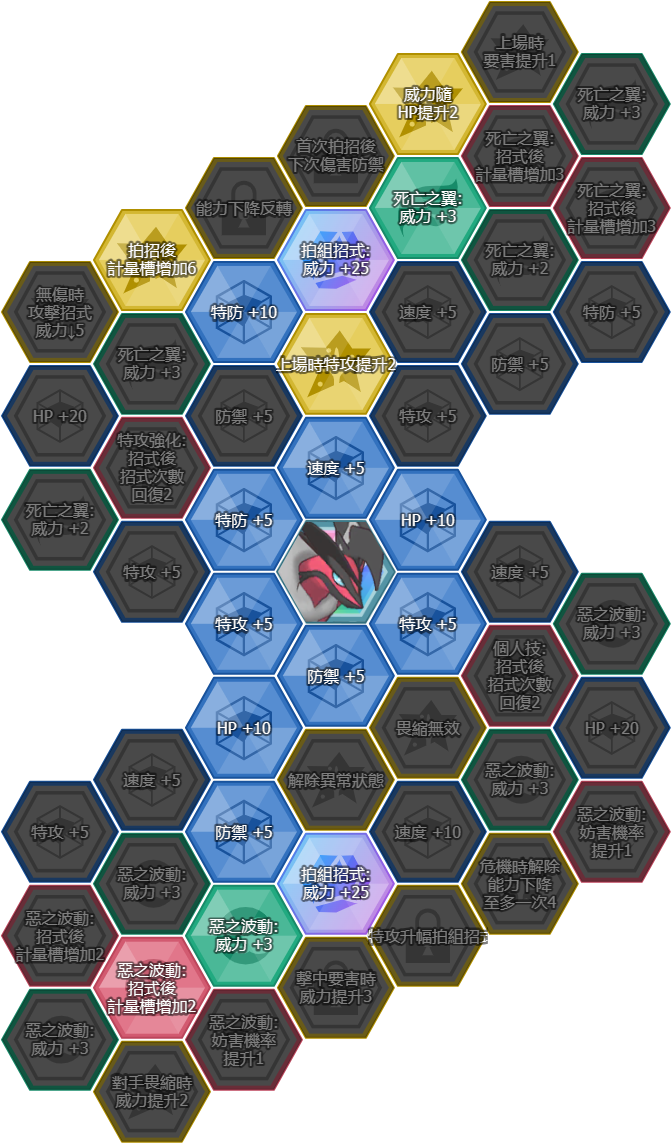 上場時
要害提升1
威力隨
HP提升2
死亡之翼:
威力 +3
首次拍招後
下次傷害防禦
死亡之翼:
招式後
計量槽增加3
能力下降反轉
死亡之翼:
威力 +3
死亡之翼:
招式後
計量槽增加3
拍招後
計量槽增加6
拍組招式:
威力 +25
死亡之翼:
威力 +2
無傷時
攻擊招式
威力↓5
特防 +10
速度 +5
特防 +5
死亡之翼:
威力 +3
上場時特攻提升2
防禦 +5
HP +20
防禦 +5
特攻 +5
特攻強化:
招式後
招式次數
回復2
速度 +5
死亡之翼:
威力 +2
特防 +5
HP +10
特攻 +5
速度 +5
特攻 +5
特攻 +5
惡之波動:
威力 +3
防禦 +5
個人技:
招式後
招式次數
回復2
HP +10
畏縮無效
HP +20
速度 +5
解除異常狀態
惡之波動:
威力 +3
特攻 +5
防禦 +5
速度 +10
惡之波動:
妨害機率
提升1
惡之波動:
威力 +3
拍組招式:
威力 +25
危機時解除
能力下降
至多一次4
惡之波動:
招式後
計量槽增加2
惡之波動:
威力 +3
特攻升幅拍組招式
惡之波動:
招式後
計量槽增加2
擊中要害時
威力提升3
惡之波動:
威力 +3
惡之波動:
妨害機率
提升1
對手畏縮時
威力提升2